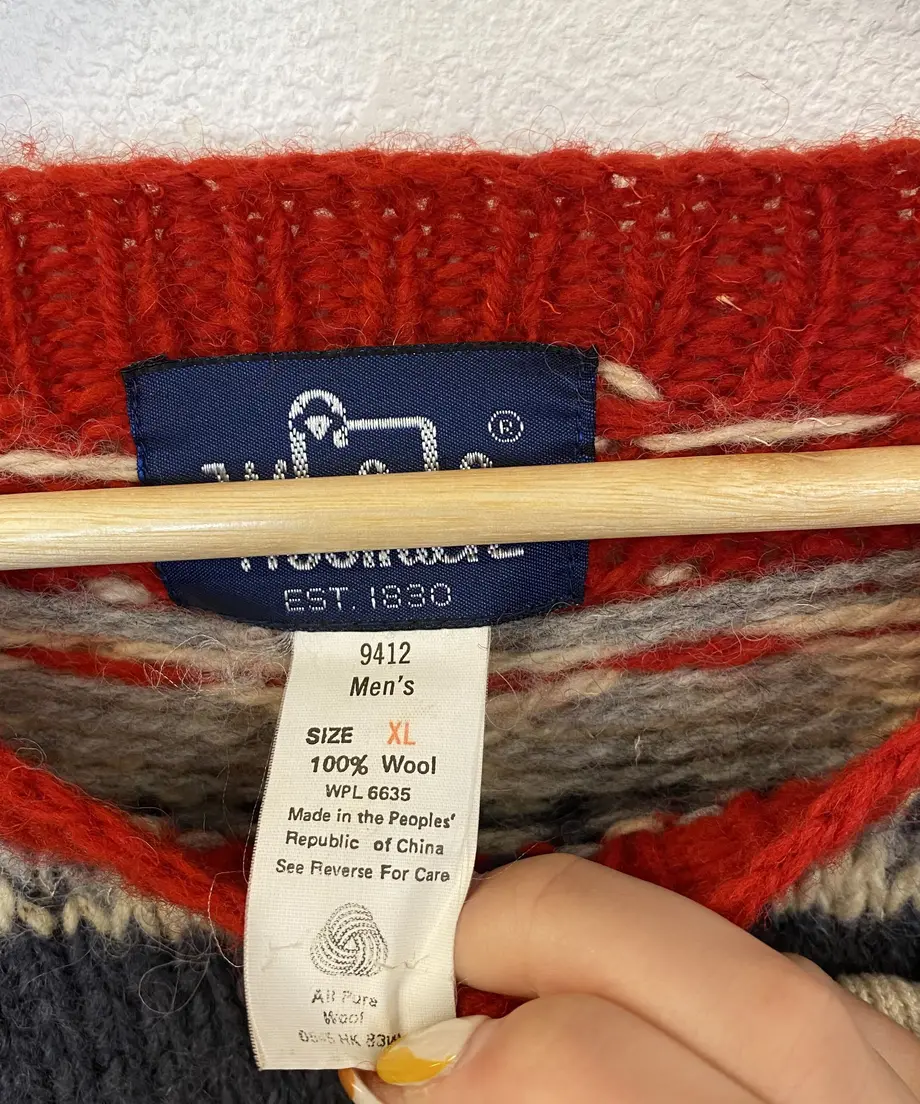 ®
Woolrich
EST. 1830
9412
Men's
SIZE XL
100% Wool
WPL 6635
Made in the Peoples'
Republic of China
See Reverse For Care
All Pure
Wool